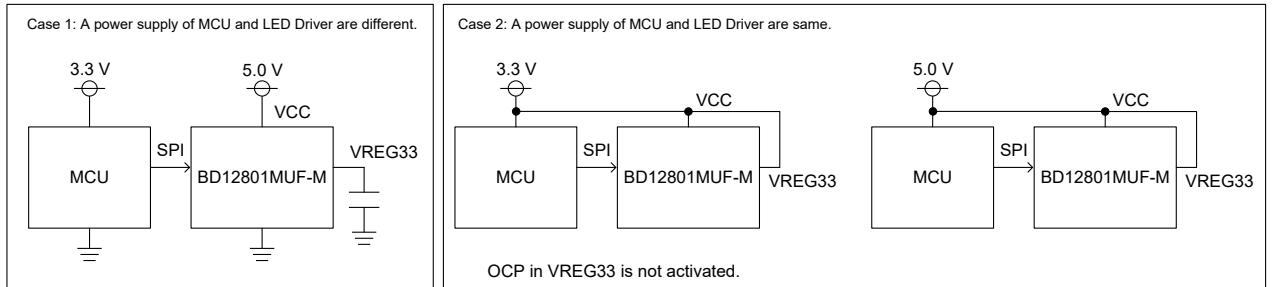 Case 1: A power supply of MCU and LED Driver are different.
3.3 V
5.0 V
VCC
SPI
VREG33
MCU
BD12801MUF-M
Case 2: A power supply of MCU and LED Driver are same.
3.3 V
VCC
SPI
MCU
BD12801MUF-M
VREG33
5.0 V
VCC
SPI
MCU
BD12801MUF-M
VREG33
OCP in VREG33 is not activated.